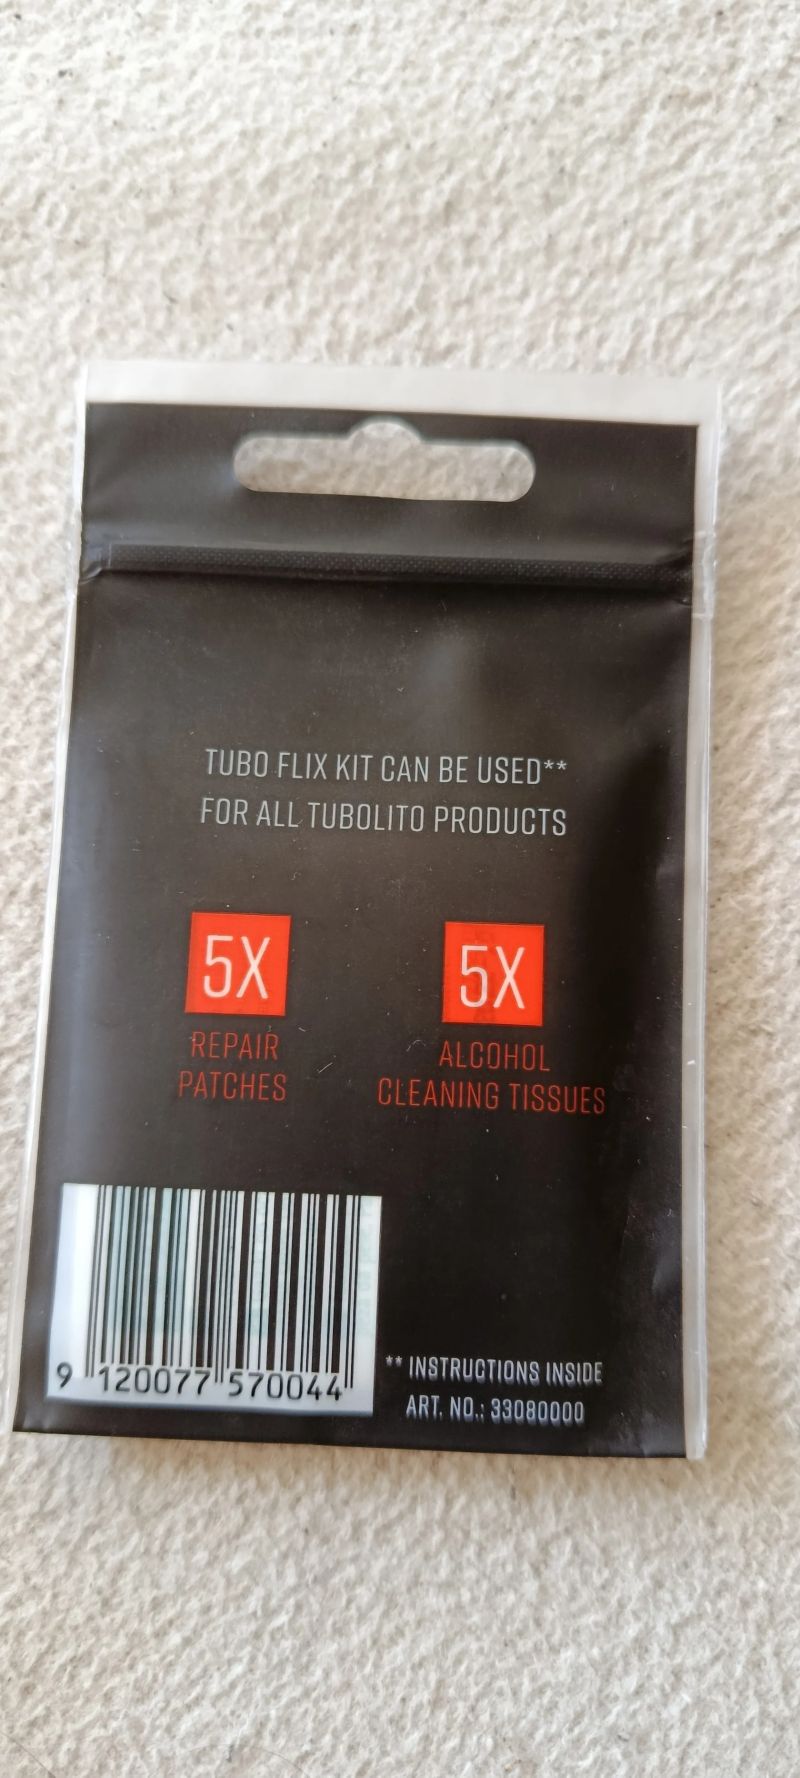 TUBO FLIX KIT CAN BE USED**
FOR ALL TUBOLITO PRODUCTS
5X
REPAIR
PATCHES
5X
ALCOHOL
CLEANING TISSUES
9 120077 570044
** INSTRUCTIONS INSIDE
ART. NO.: 33080000